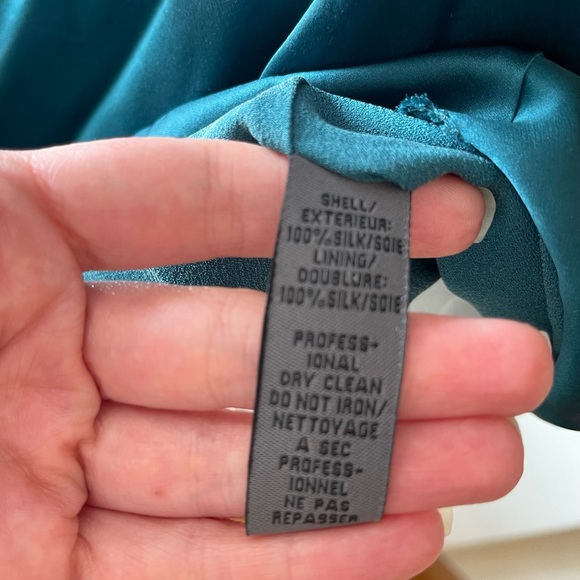 SHELL/
EXTERIEUR:
100%SILK/SOIE
LINING/
DOUBLURE:
100%SILK/SOIE
PROFESS-
IONAL
DRY CLEAN
DO NOT IRON/
NETTOYAGE
A SEC
PROFESS-
IONNEL
NE PAS
REPASSER